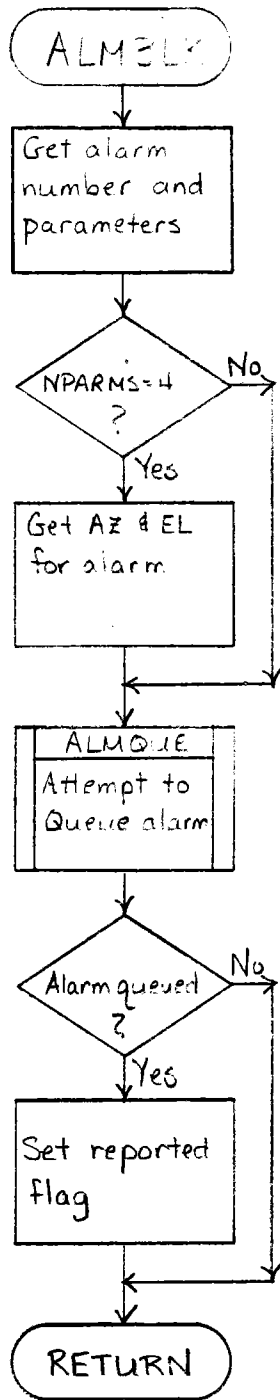 ALMBLK
Get alarm
number and
parameters
NPARMS=4
?
No
Yes
Get AZ & EL
for alarm
ALMQUE
Attempt to
Queue alarm
Alarm queued
?
No
Yes
Set reported
flag
RETURN